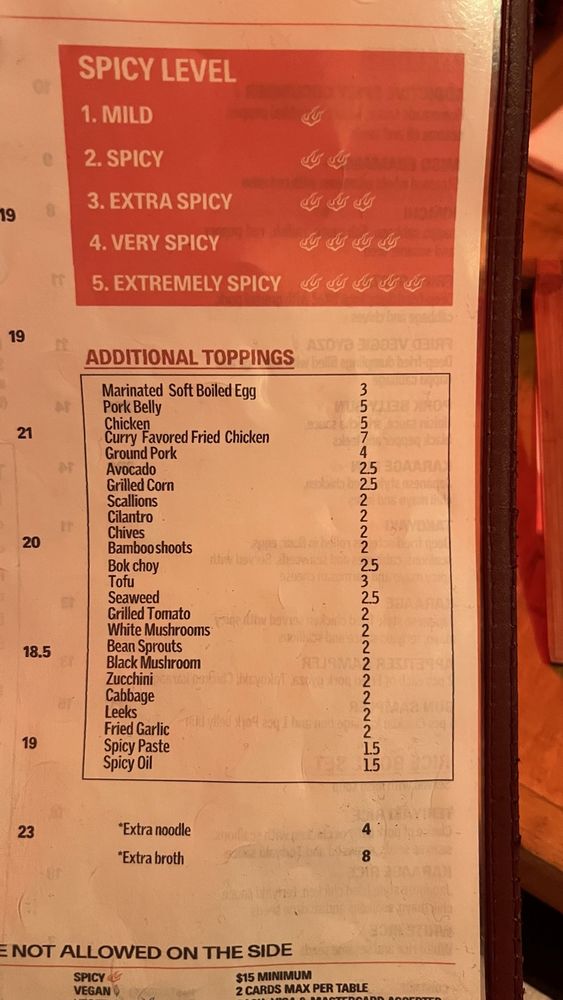 SPICY LEVEL
1. MILD
2. SPICY
3. EXTRA SPICY
4. VERY SPICY
5. EXTREMELY SPICY
19
19
21
20
18.5
19
23
ADDITIONAL TOPPINGS
Marinated Soft Boiled Egg 3
Pork Belly 5
Chicken 5
Curry Favored Fried Chicken 7
Ground Pork 4
Avocado 2.5
Grilled Corn 2.5
Scallions 2
Cilantro 2
Chives 2
Bamboo shoots 2
Bok choy 2.5
Tofu 3
Seaweed 2.5
Grilled Tomato 2
White Mushrooms 2
Bean Sprouts 2
Black Mushroom 2
Zucchini 2
Cabbage 2
Leeks 2
Fried Garlic 2
Spicy Paste 1.5
Spicy Oil 1.5
*Extra noodle 4
*Extra broth 8
E NOT ALLOWED ON THE SIDE
SPICY $15 MINIMUM
VEGAN 2 CARDS MAX PER TABLE
VISA & MASTERCARD ACCEPTED